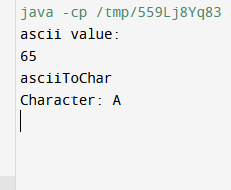 java -cp /tmp/559Lj8Yq83
ascii value:
65
asciiToChar
Character: A